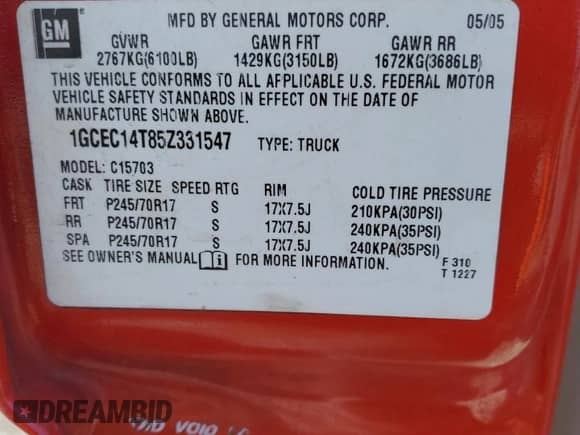 GM
MFD BY GENERAL MOTORS CORP. 05/05
GVWR GAWR FRT GAWR RR
2767KG(6100LB) 1429KG(3150LB) 1672KG(3686LB)
THIS VEHICLE CONFORMS TO ALL APPLICABLE U.S. FEDERAL MOTOR
VEHICLE SAFETY STANDARDS IN EFFECT ON THE DATE OF
MANUFACTURE SHOWN ABOVE.
1GCEC14T85Z331547 TYPE: TRUCK
MODEL: C15703
CASK TIRE SIZE SPEED RTG RIM COLD TIRE PRESSURE
FRT P245/70R17 S 17X7.5J 210KPA(30PSI)
RR P245/70R17 S 17X7.5J 240KPA(35PSI)
SPA P245/70R17 S 17X7.5J 240KPA(35PSI)
SEE OWNER'S MANUAL i FOR MORE INFORMATION.
F 310
T 1227
DREAMBID
VOID